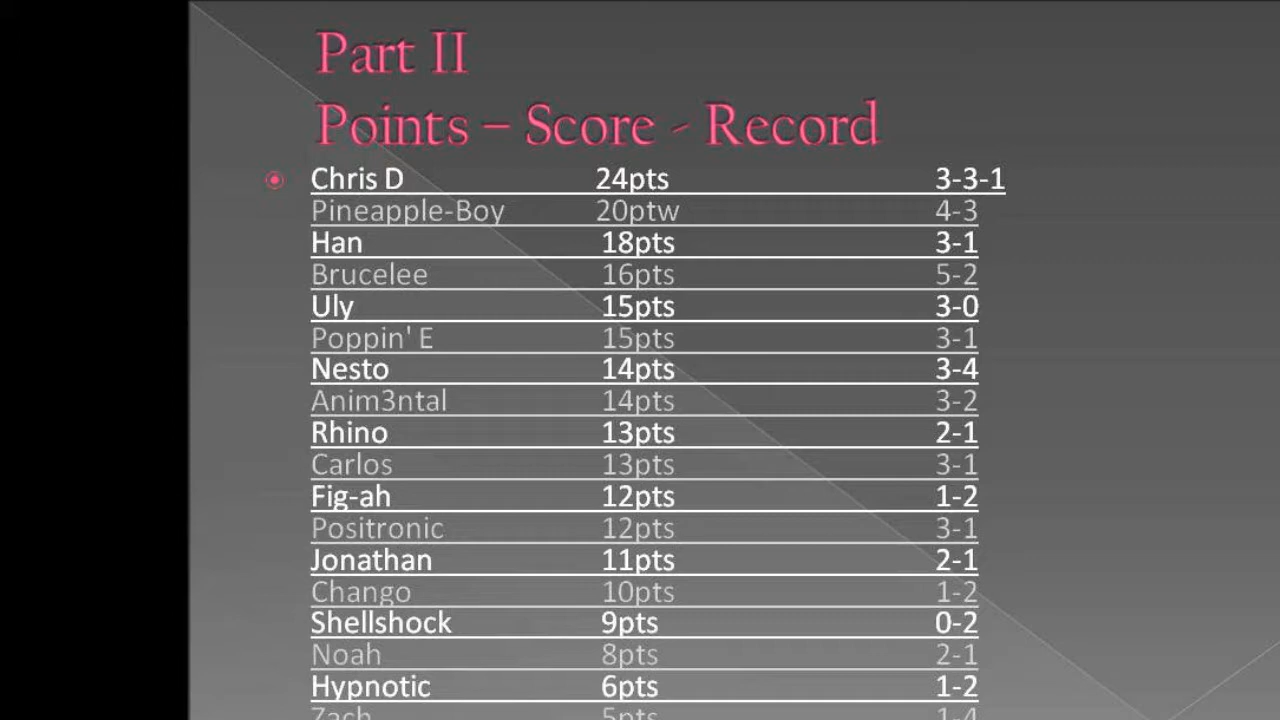 Part II
Points – Score - Record
Chris D 24pts 3-3-1
Pineapple-Boy 20ptw 4-3
Han 18pts 3-1
Brucelee 16pts 5-2
Uly 15pts 3-0
Poppin' E 15pts 3-1
Nesto 14pts 3-4
Anim3ntal 14pts 3-2
Rhino 13pts 2-1
Carlos 13pts 3-1
Fig-ah 12pts 1-2
Positronic 12pts 3-1
Jonathan 11pts 2-1
Chango 10pts 1-2
Shellshock 9pts 0-2
Noah 8pts 2-1
Hypnotic 6pts 1-2
Zach 5pts 1-4